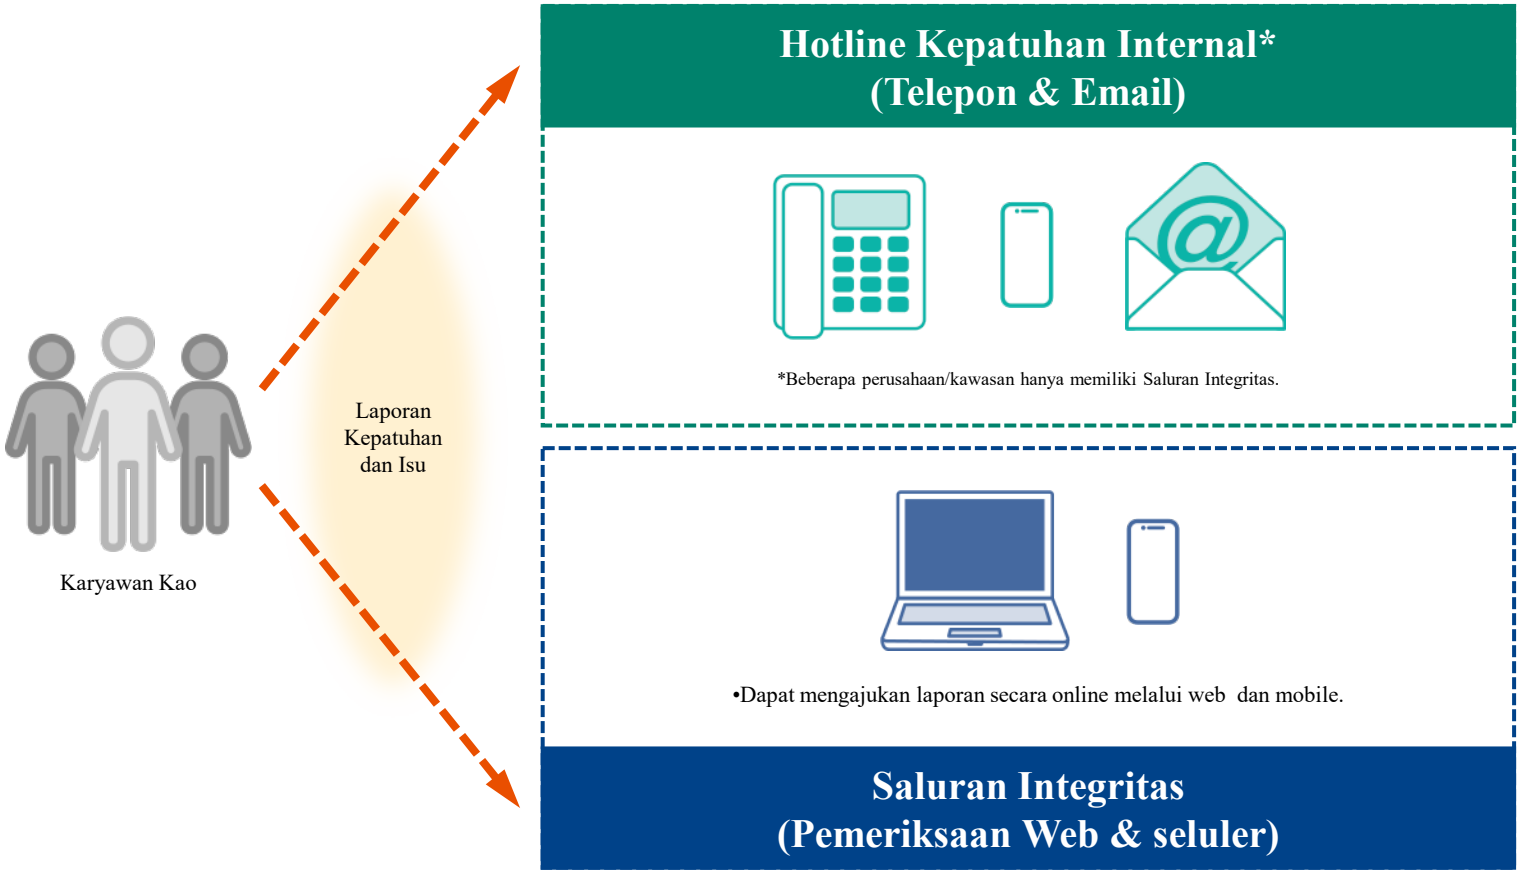 Hotline Kepatuhan Internal*
(Telepon & Email)
*Beberapa perusahaan/kawasan hanya memiliki Saluran Integritas.
Laporan
Kepatuhan
dan Isu
Karyawan Kao
•Dapat mengajukan laporan secara online melalui web dan mobile.
Saluran Integritas
(Pemeriksaan Web & seluler)